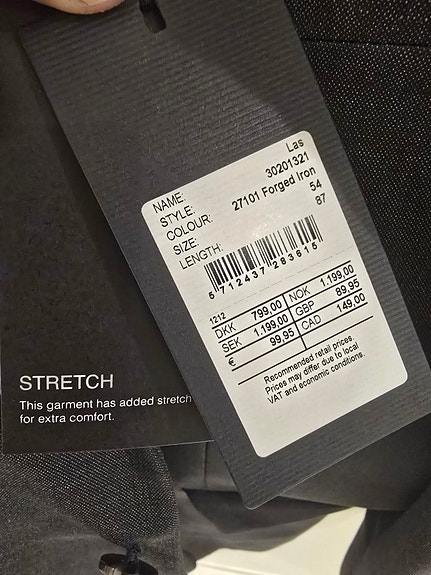 NAME: Las
STYLE: 30201321
COLOUR: 27101 Forged Iron
SIZE: 54
LENGTH: 87
5 712437 283615
1212
DKK 799,00 NOK 1.199,00
SEK 1.199,00 GBP 89,95
€ 99,95 CAD 149,00
Recommended retail prices.
Prices may differ due to local
VAT and economic conditions.
STRETCH
This garment has added stretch
for extra comfort.